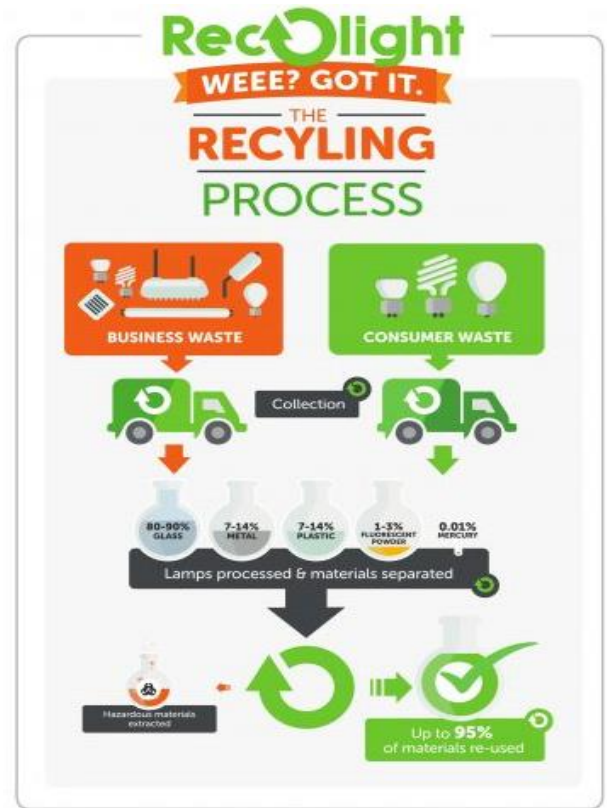 Recolight
WEEE? GOT IT.
THE
RECYLING
PROCESS
BUSINESS WASTE
CONSUMER WASTE
Collection
80-90%
GLASS
7-14%
METAL
7-14%
PLASTIC
1-3%
FLUORESCENT
POWDER
0.01%
MERCURY
Lamps processed & materials separated
Hazardous materials
extracted
Up to 95%
of materials re-used